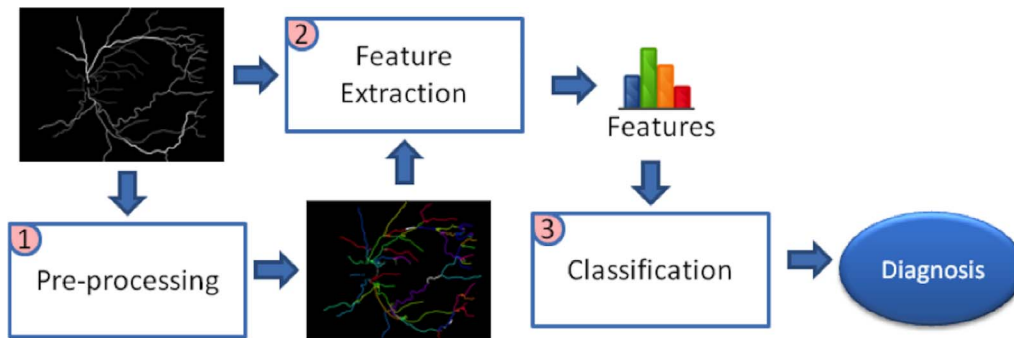 2
Feature
Extraction
Features
1
Pre-processing
3
Classification
Diagnosis